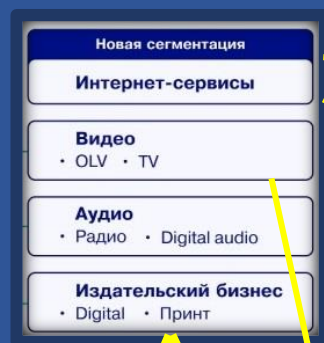 Новая сегментация
Интернет-сервисы
Видео
• OLV • TV
Аудио
• Радио • Digital audio
Издательский бизнес
• Digital • Принт